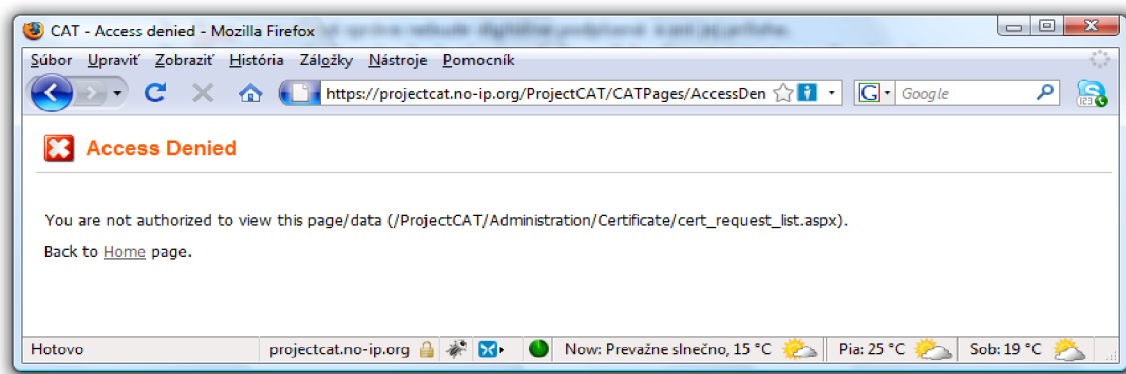 CAT - Access denied - Mozilla Firefox
Súbor Upraviť Zobraziť História Záložky Nástroje Pomocník
https://projectcat.no-ip.org/ProjectCAT/CATPages/AccessDen G Google 123
Access Denied
You are not authorized to view this page/data (/ProjectCAT/Administration/Certificate/cert_request_list.aspx).
Back to Home page.
Hotovo projectcat.no-ip.org Now: Prevažne slnečno, 15 °C Pia: 25 °C Sob: 19 °C